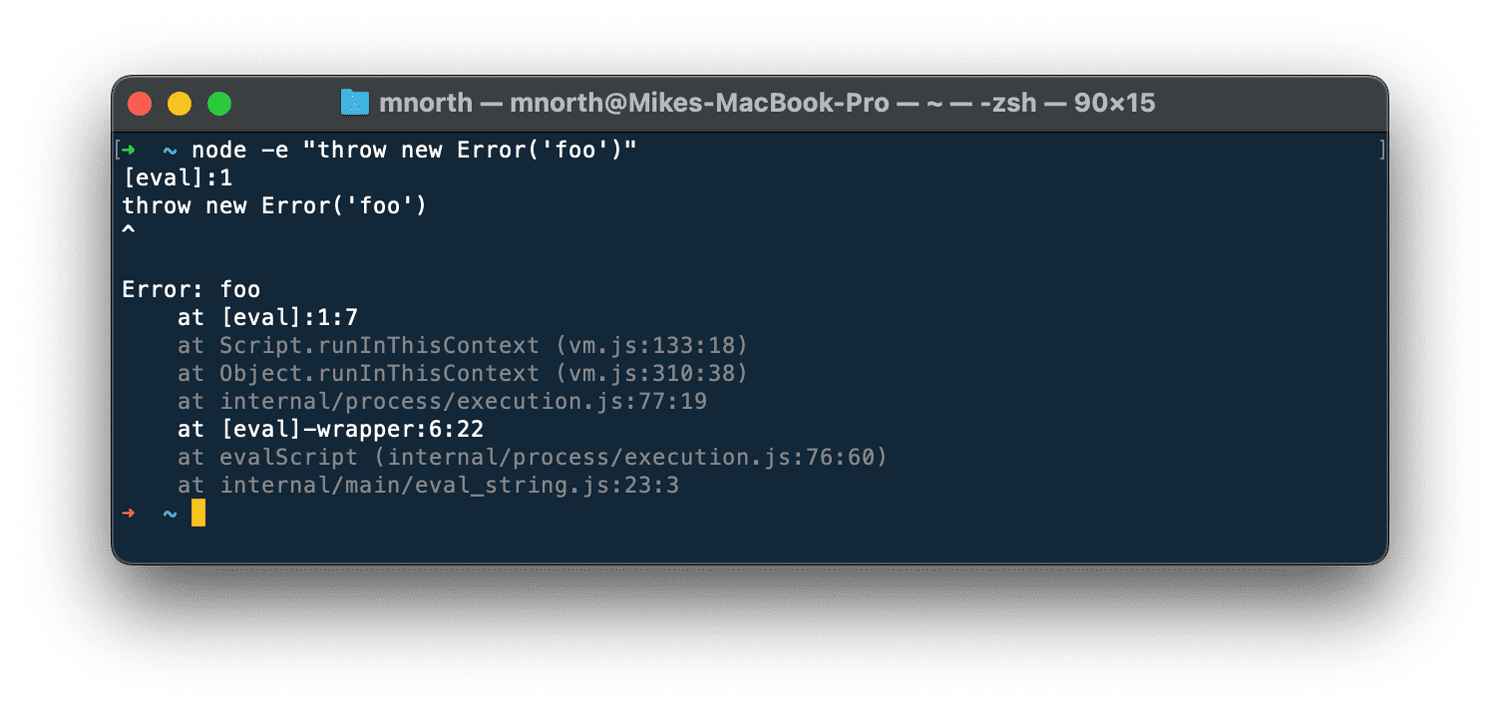 mnorth — mnorth@Mikes-MacBook-Pro — ~ — -zsh — 90×15
[➜  ~ node -e "throw new Error('foo')" ]
[eval]:1
throw new Error('foo')
^

Error: foo
    at [eval]:1:7
    at Script.runInThisContext (vm.js:133:18)
    at Object.runInThisContext (vm.js:310:38)
    at internal/process/execution.js:77:19
    at [eval]-wrapper:6:22
    at evalScript (internal/process/execution.js:76:60)
    at internal/main/eval_string.js:23:3
➜  ~